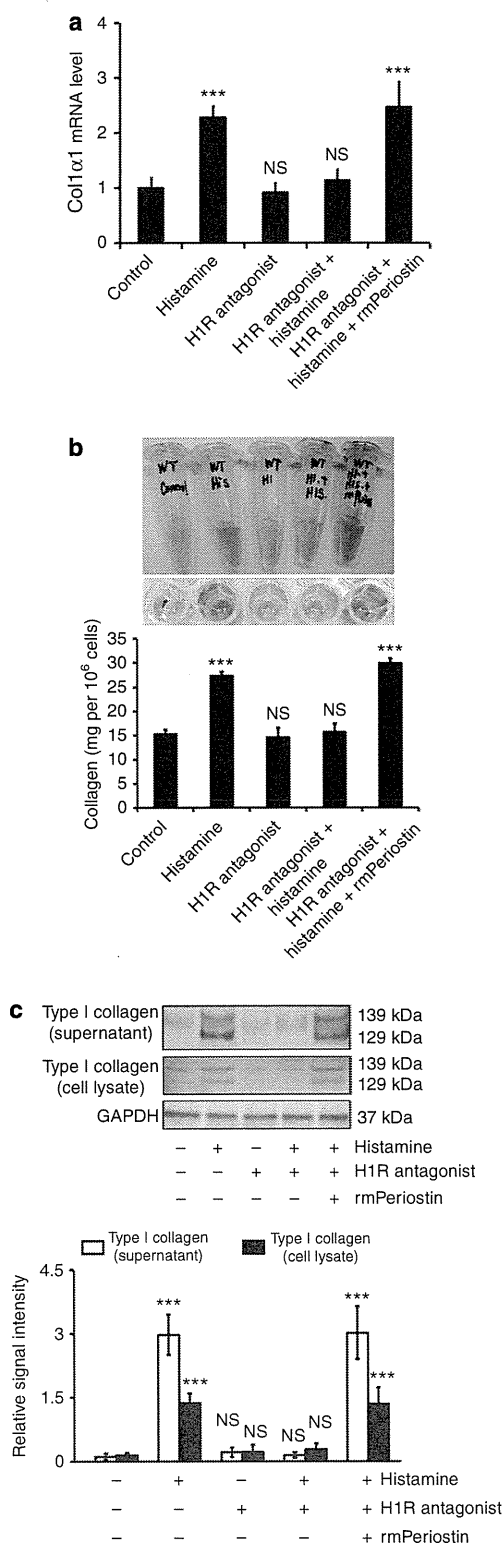 a
4
3
2
1
0
Col1α1 mRNA level
***
NS
NS
***
Control
Histamine
H1R antagonist
H1R antagonist +
histamine
H1R antagonist +
histamine + rmPeriostin
b
WT
Control
WT
His
WT
H1
WT
H1+
His.
WT
H1+
His+
35
30
25
20
15
10
5
0
Collagen (mg per 10⁶ cells)
***
NS
NS
***
Control
Histamine
H1R antagonist
H1R antagonist +
histamine
H1R antagonist +
histamine + rmPeriostin
c
Type I collagen
(supernatant)
139 kDa
129 kDa
Type I collagen
(cell lysate)
139 kDa
129 kDa
GAPDH
37 kDa
− + − + + Histamine
− − + + + H1R antagonist
− − − − + rmPeriostin
Type I collagen
(supernatant)
Type I collagen
(cell lysate)
4.5
3
1.5
0
Relative signal intensity
***
***
NS NS
NS NS
***
***
− + − + + Histamine
− − + + + H1R antagonist
− − − − + rmPeriostin